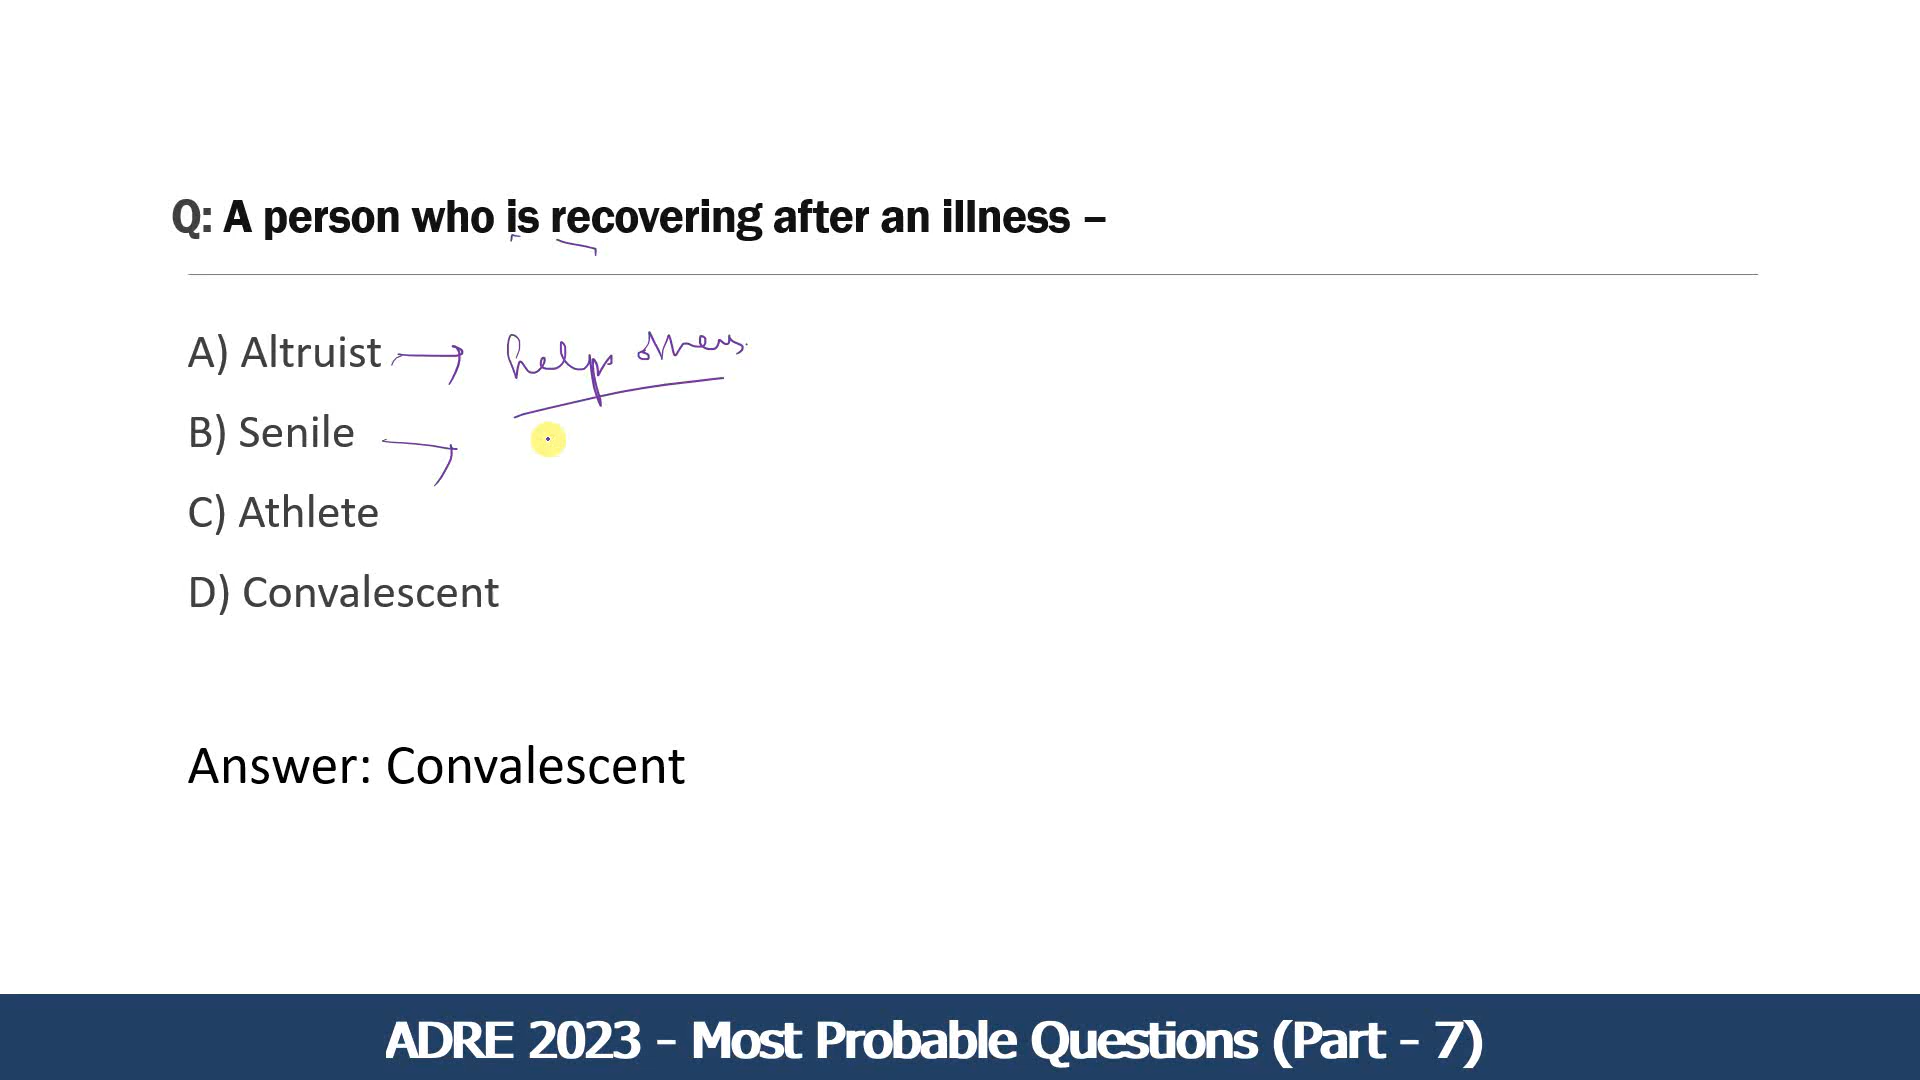 Q: A person who is recovering after an illness –
A) Altruist help others.
B) Senile
C) Athlete
D) Convalescent
Answer: Convalescent
ADRE 2023 – Most Probable Questions (Part – 7)